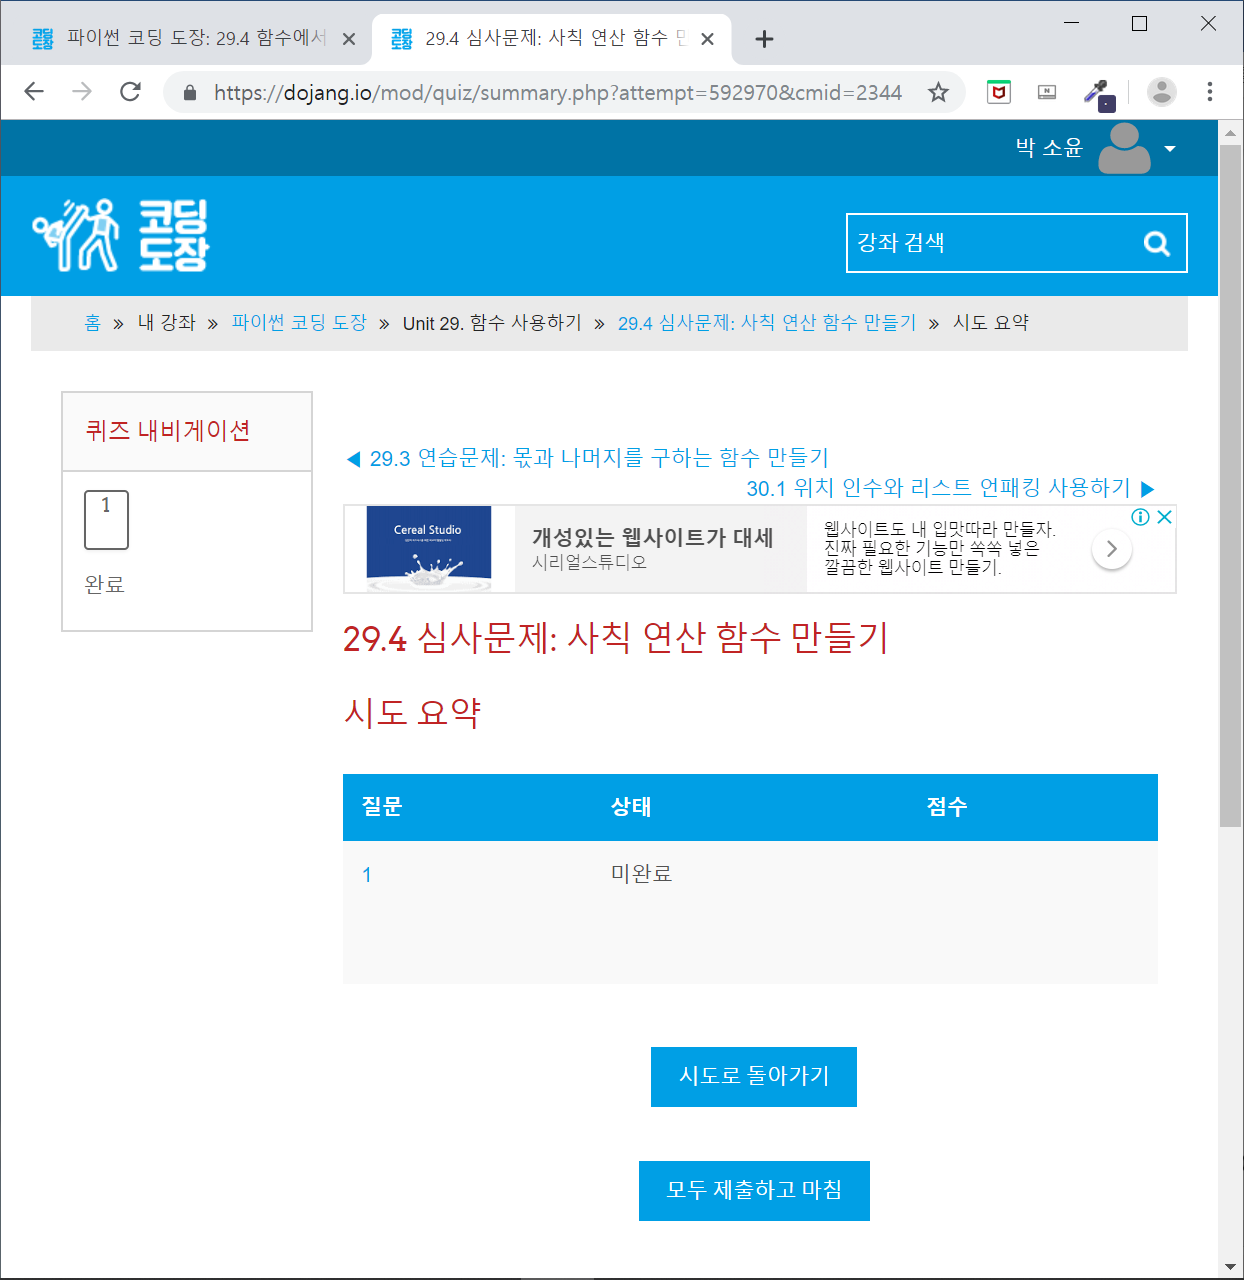 파이썬 코딩 도장: 29.4 함수에서
29.4 심사문제: 사칙 연산 함수
https://dojang.io/mod/quiz/summary.php?attempt=592970&cmid=2344
박 소윤
코딩
도장
강좌 검색
홈 » 내 강좌 » 파이썬 코딩 도장 » Unit 29. 함수 사용하기 » 29.4 심사문제: 사칙 연산 함수 만들기 » 시도 요약
퀴즈 내비게이션
1
완료
◀ 29.3 연습문제: 몫과 나머지를 구하는 함수 만들기
30.1 위치 인수와 리스트 언패킹 사용하기 ▶
Cereal Studio
개성있는 웹사이트가 대세
시리얼스튜디오
웹사이트도 내 입맛따라 만들자.
진짜 필요한 기능만 쏙쏙 넣은
깔끔한 웹사이트 만들기.
29.4 심사문제: 사칙 연산 함수 만들기
시도 요약
질문 상태 점수
1 미완료
시도로 돌아가기
모두 제출하고 마침